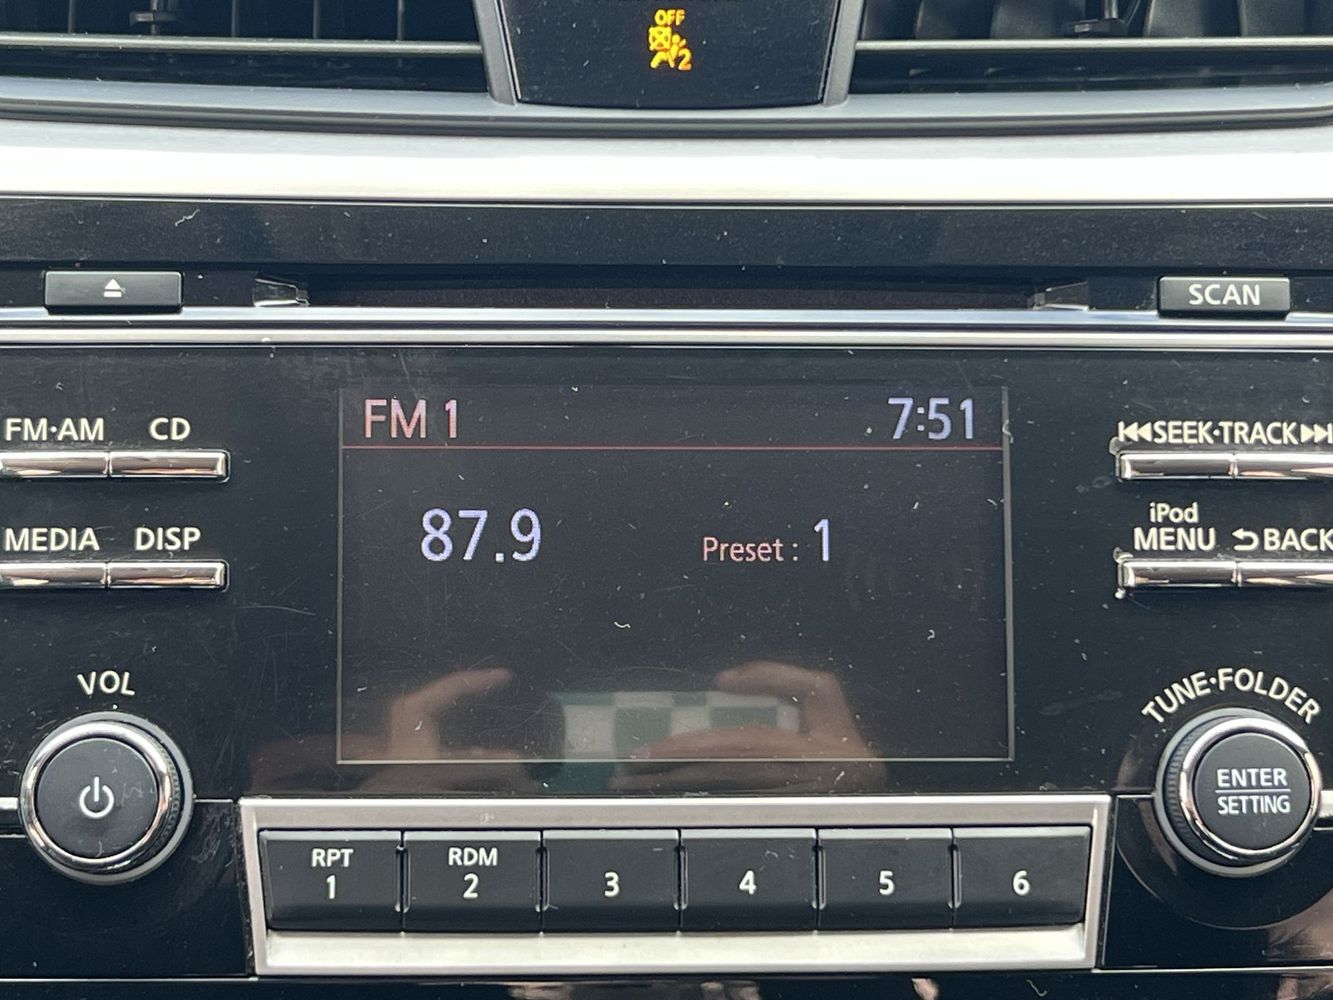 OFF
2
SCAN
FM 1 7:51
FM·AM CD
SEEK·TRACK
87.9 Preset : 1
iPod
MEDIA DISP
MENU BACK
VOL
TUNE·FOLDER
ENTER
SETTING
RPT RDM
1 2 3 4 5 6